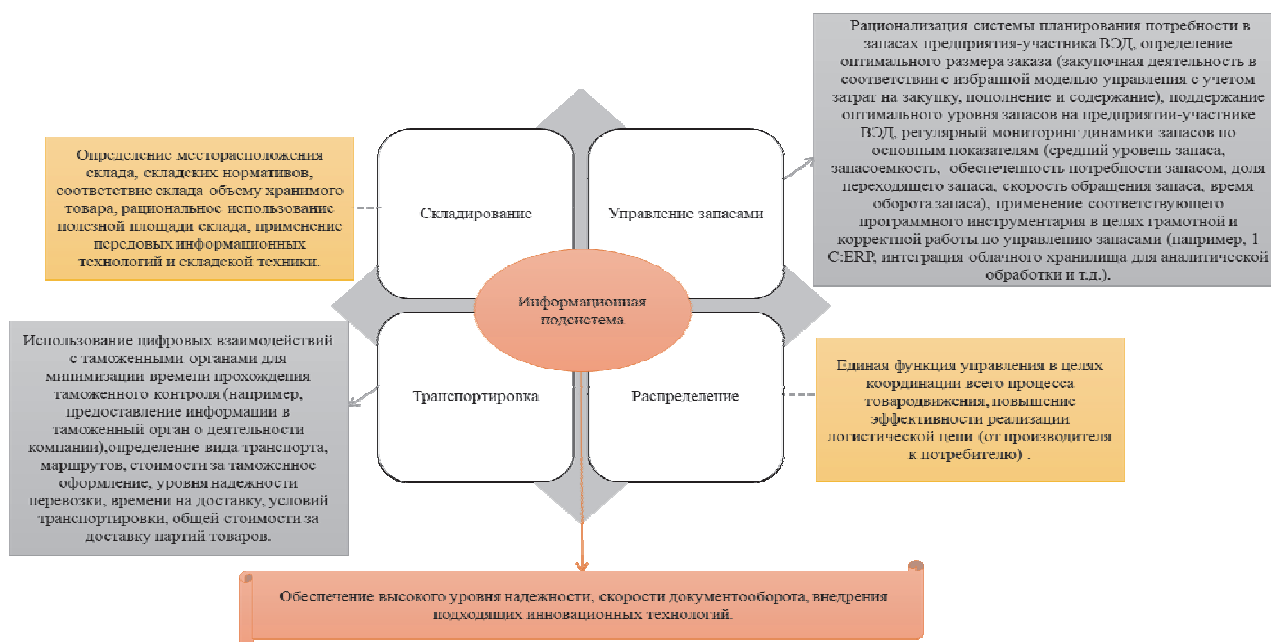 Рационализация системы планирования потребности в
запасах предприятия-участника ВЭД, определение
оптимального размера заказа (закупочная деятельность в
соответствии с избранной моделью управления с учетом
затрат на закупку, пополнение и содержание), поддержание
оптимального уровня запасов на предприятии-участнике
ВЭД, регулярный мониторинг динамики запасов по
основным показателям (средний уровень запаса,
запасоемкость, обеспеченность потребности запасом, доля
переходящего запаса, скорость обращения запаса, время
оборота запаса), применение соответствующего
программного инструментария в целях грамотной и
корректной работы по управлению запасами (например, 1
С:ERP, интеграция облачного хранилища для аналитической
обработки и т.д.).
Определение месторасположения
склада, складских нормативов,
соответствие склада объему хранимого
товара, рациональное использование
полезной площади склада, применение
передовых информационных
технологий и складской техники.
Складирование
Управление запасами
Информационная
подсистема
Транспортировка
Распределение
Использование цифровых взаимодействий
с таможенными органами для
минимизации времени прохождения
таможенного контроля (например,
предоставление информации в
таможенный орган о деятельности
компании),определение вида транспорта,
маршрутов, стоимости за таможенное
оформление, уровня надежности
перевозки, времени на доставку, условий
транспортировки, общей стоимости за
доставку партий товаров.
Единая функция управления в целях
координации всего процесса
товародвижения, повышение
эффективности реализации
логистической цепи (от производителя
к потребителю) .
Обеспечение высокого уровня надежности, скорости документооборота, внедрения
подходящих инновационных технологий.